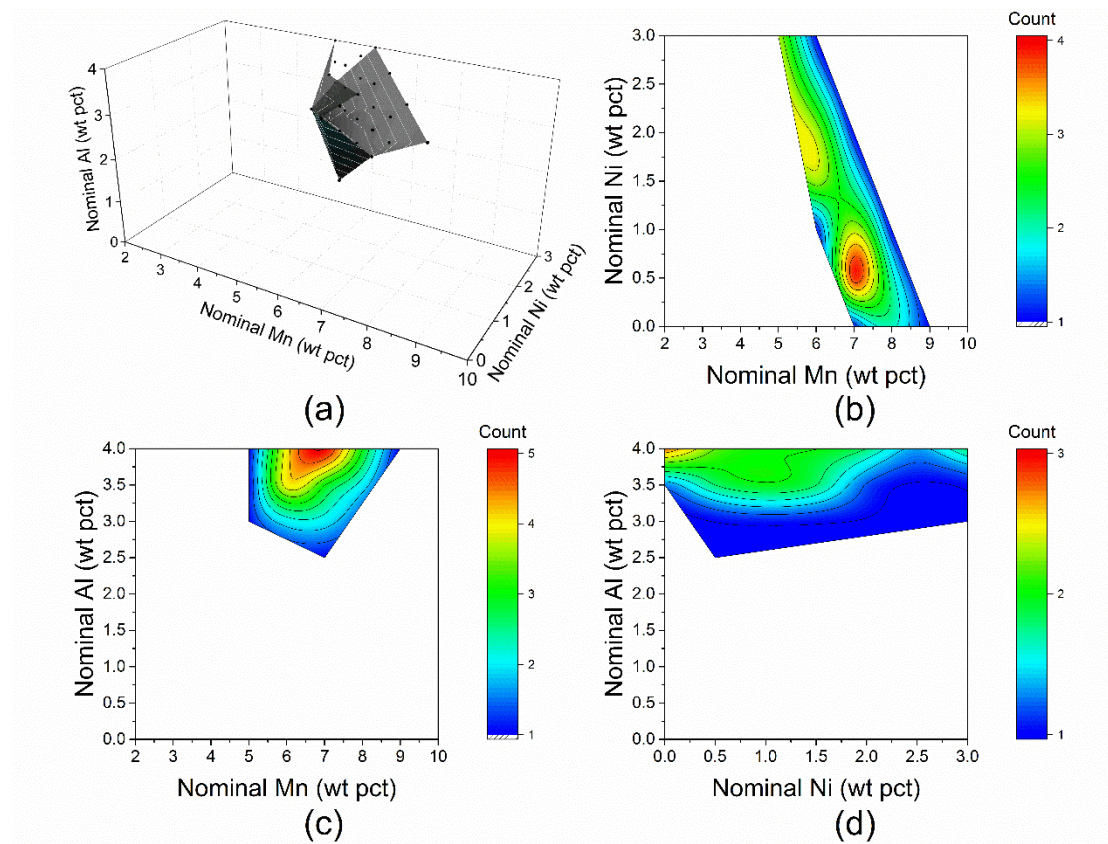 4
3
2
1
0
Nominal Al (wt pct)
2
3
4
5
6
7
8
9
10
Nominal Mn (wt pct)
0
1
2
3
Nominal Ni (wt pct)
(a)
3.0
2.5
2.0
1.5
1.0
0.5
0.0
Nominal Ni (wt pct)
2 3 4 5 6 7 8 9 10
Nominal Mn (wt pct)
Count
4
3
2
1
(b)
4.0
3.5
3.0
2.5
2.0
1.5
1.0
0.5
0.0
Nominal Al (wt pct)
2 3 4 5 6 7 8 9 10
Nominal Mn (wt pct)
Count
5
4
3
2
1
(c)
4.0
3.5
3.0
2.5
2.0
1.5
1.0
0.5
0.0
Nominal Al (wt pct)
0.0 0.5 1.0 1.5 2.0 2.5 3.0
Nominal Ni (wt pct)
Count
3
2
1
(d)